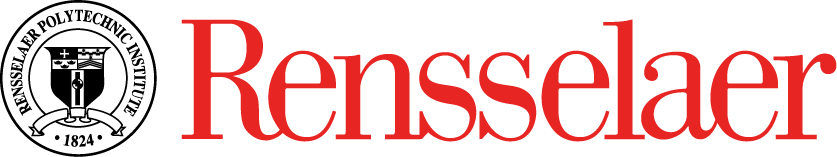 RENSSELAER POLYTECHNIC INSTITUTE
· 1824 ·
Rensselaer